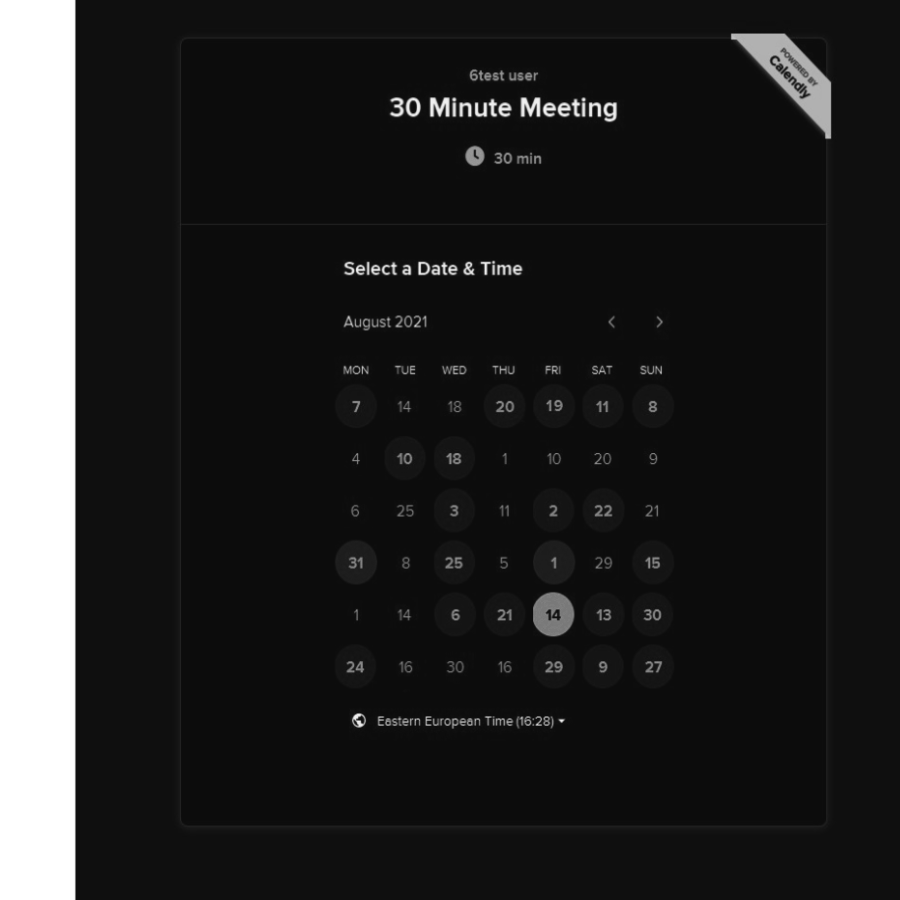 POWERED BY
Calendly
6test user
30 Minute Meeting
30 min
Select a Date & Time
August 2021
MON TUE WED THU FRI SAT SUN
7 14 18 20 19 11 8
4 10 18 1 10 20 9
6 25 3 11 2 22 21
31 8 25 5 1 29 15
1 14 6 21 14 13 30
24 16 30 16 29 9 27
Eastern European Time (16:28)